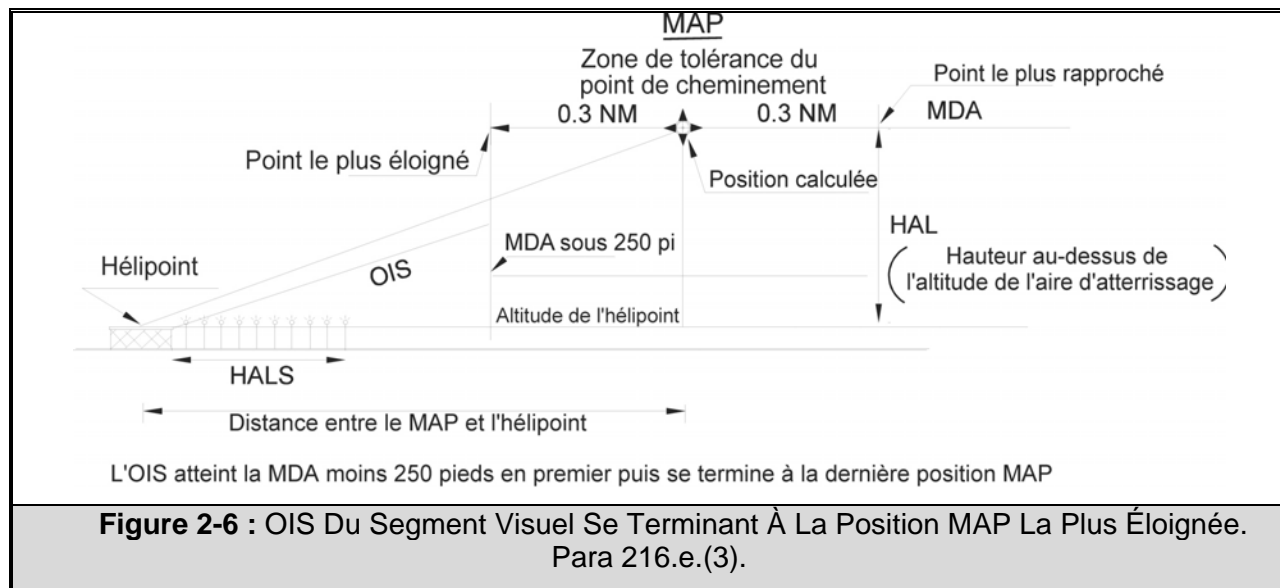 MAP
Zone de tolérance du
point de cheminement
0.3 NM
0.3 NM
Point le plus rapproché
MDA
Point le plus éloigné
Position calculée
HAL
Hauteur au-dessus de
l'altitude de l'aire d'atterrissage
MDA sous 250 pi
Hélipoint
OIS
Altitude de l'hélipoint
HALS
Distance entre le MAP et l'hélipoint
L'OIS atteint la MDA moins 250 pieds en premier puis se termine à la dernière position MAP
Figure 2-6 : OIS Du Segment Visuel Se Terminant À La Position MAP La Plus Éloignée.
Para 216.e.(3).